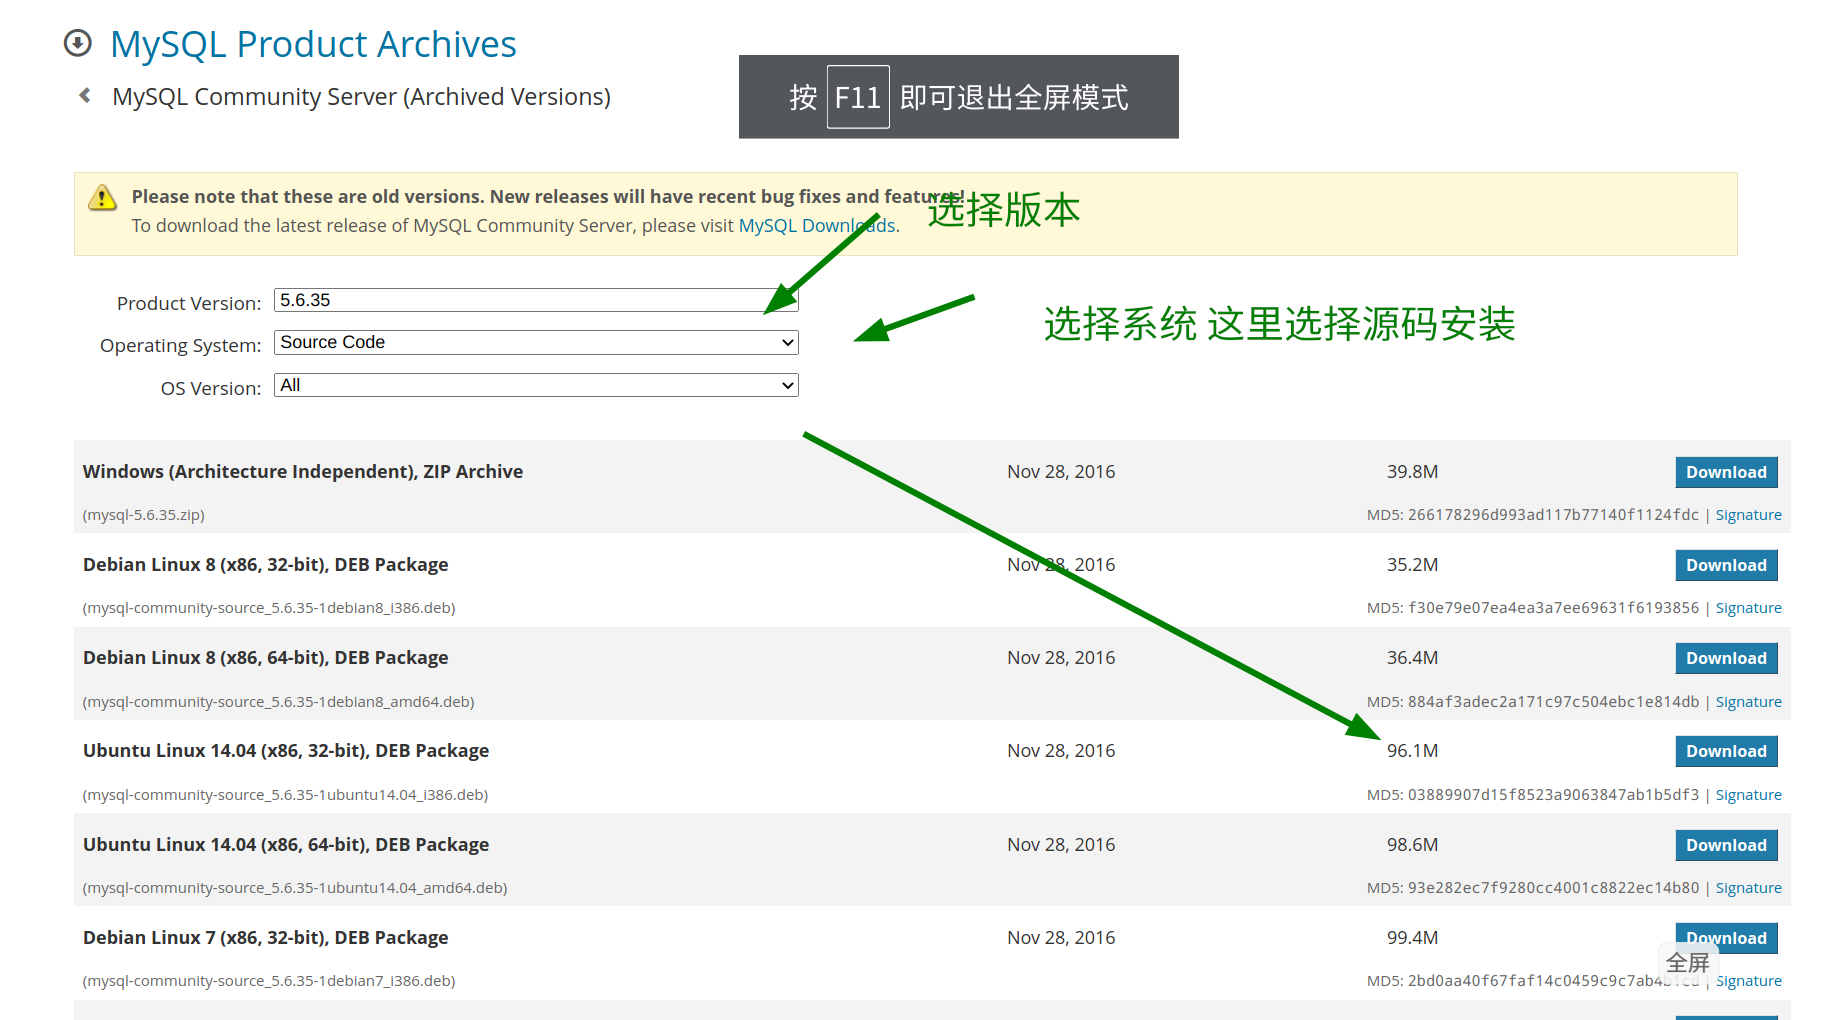 MySQL Product Archives
MySQL Community Server (Archived Versions)
按 F11 即可退出全屏模式
Please note that these are old versions. New releases will have recent bug fixes and features!
To download the latest release of MySQL Community Server, please visit MySQL Downloads.
选择版本
Product Version: 5.6.35
Operating System: Source Code
选择系统 这里选择源码安装
OS Version: All
Windows (Architecture Independent), ZIP Archive Nov 28, 2016 39.8M Download
(mysql-5.6.35.zip) MD5: 266178296d993ad117b77140f1124fdc | Signature
Debian Linux 8 (x86, 32-bit), DEB Package Nov 28, 2016 35.2M Download
(mysql-community-source_5.6.35-1debian8_i386.deb) MD5: f30e79e07ea4ea3a7ee69631f6193856 | Signature
Debian Linux 8 (x86, 64-bit), DEB Package Nov 28, 2016 36.4M Download
(mysql-community-source_5.6.35-1debian8_amd64.deb) MD5: 884af3adec2a171c97c504ebc1e814db | Signature
Ubuntu Linux 14.04 (x86, 32-bit), DEB Package Nov 28, 2016 96.1M Download
(mysql-community-source_5.6.35-1ubuntu14.04_i386.deb) MD5: 03889907d15f8523a9063847ab1b5df3 | Signature
Ubuntu Linux 14.04 (x86, 64-bit), DEB Package Nov 28, 2016 98.6M Download
(mysql-community-source_5.6.35-1ubuntu14.04_amd64.deb) MD5: 93e282ec7f9280cc4001c8822ec14b80 | Signature
Debian Linux 7 (x86, 32-bit), DEB Package Nov 28, 2016 99.4M Download
全屏
(mysql-community-source_5.6.35-1debian7_i386.deb) MD5: | Signature